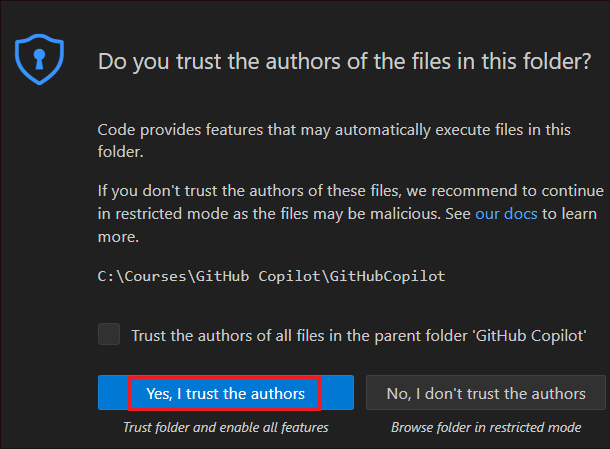 Do you trust the authors of the files in this folder?
Code provides features that may automatically execute files in this
folder.
If you don't trust the authors of these files, we recommend to continue
in restricted mode as the files may be malicious. See our docs to learn
more.
C:\Courses\GitHub Copilot\GitHubCopilot
Trust the authors of all files in the parent folder 'GitHub Copilot'
Yes, I trust the authors
No, I don't trust the authors
Trust folder and enable all features
Browse folder in restricted mode